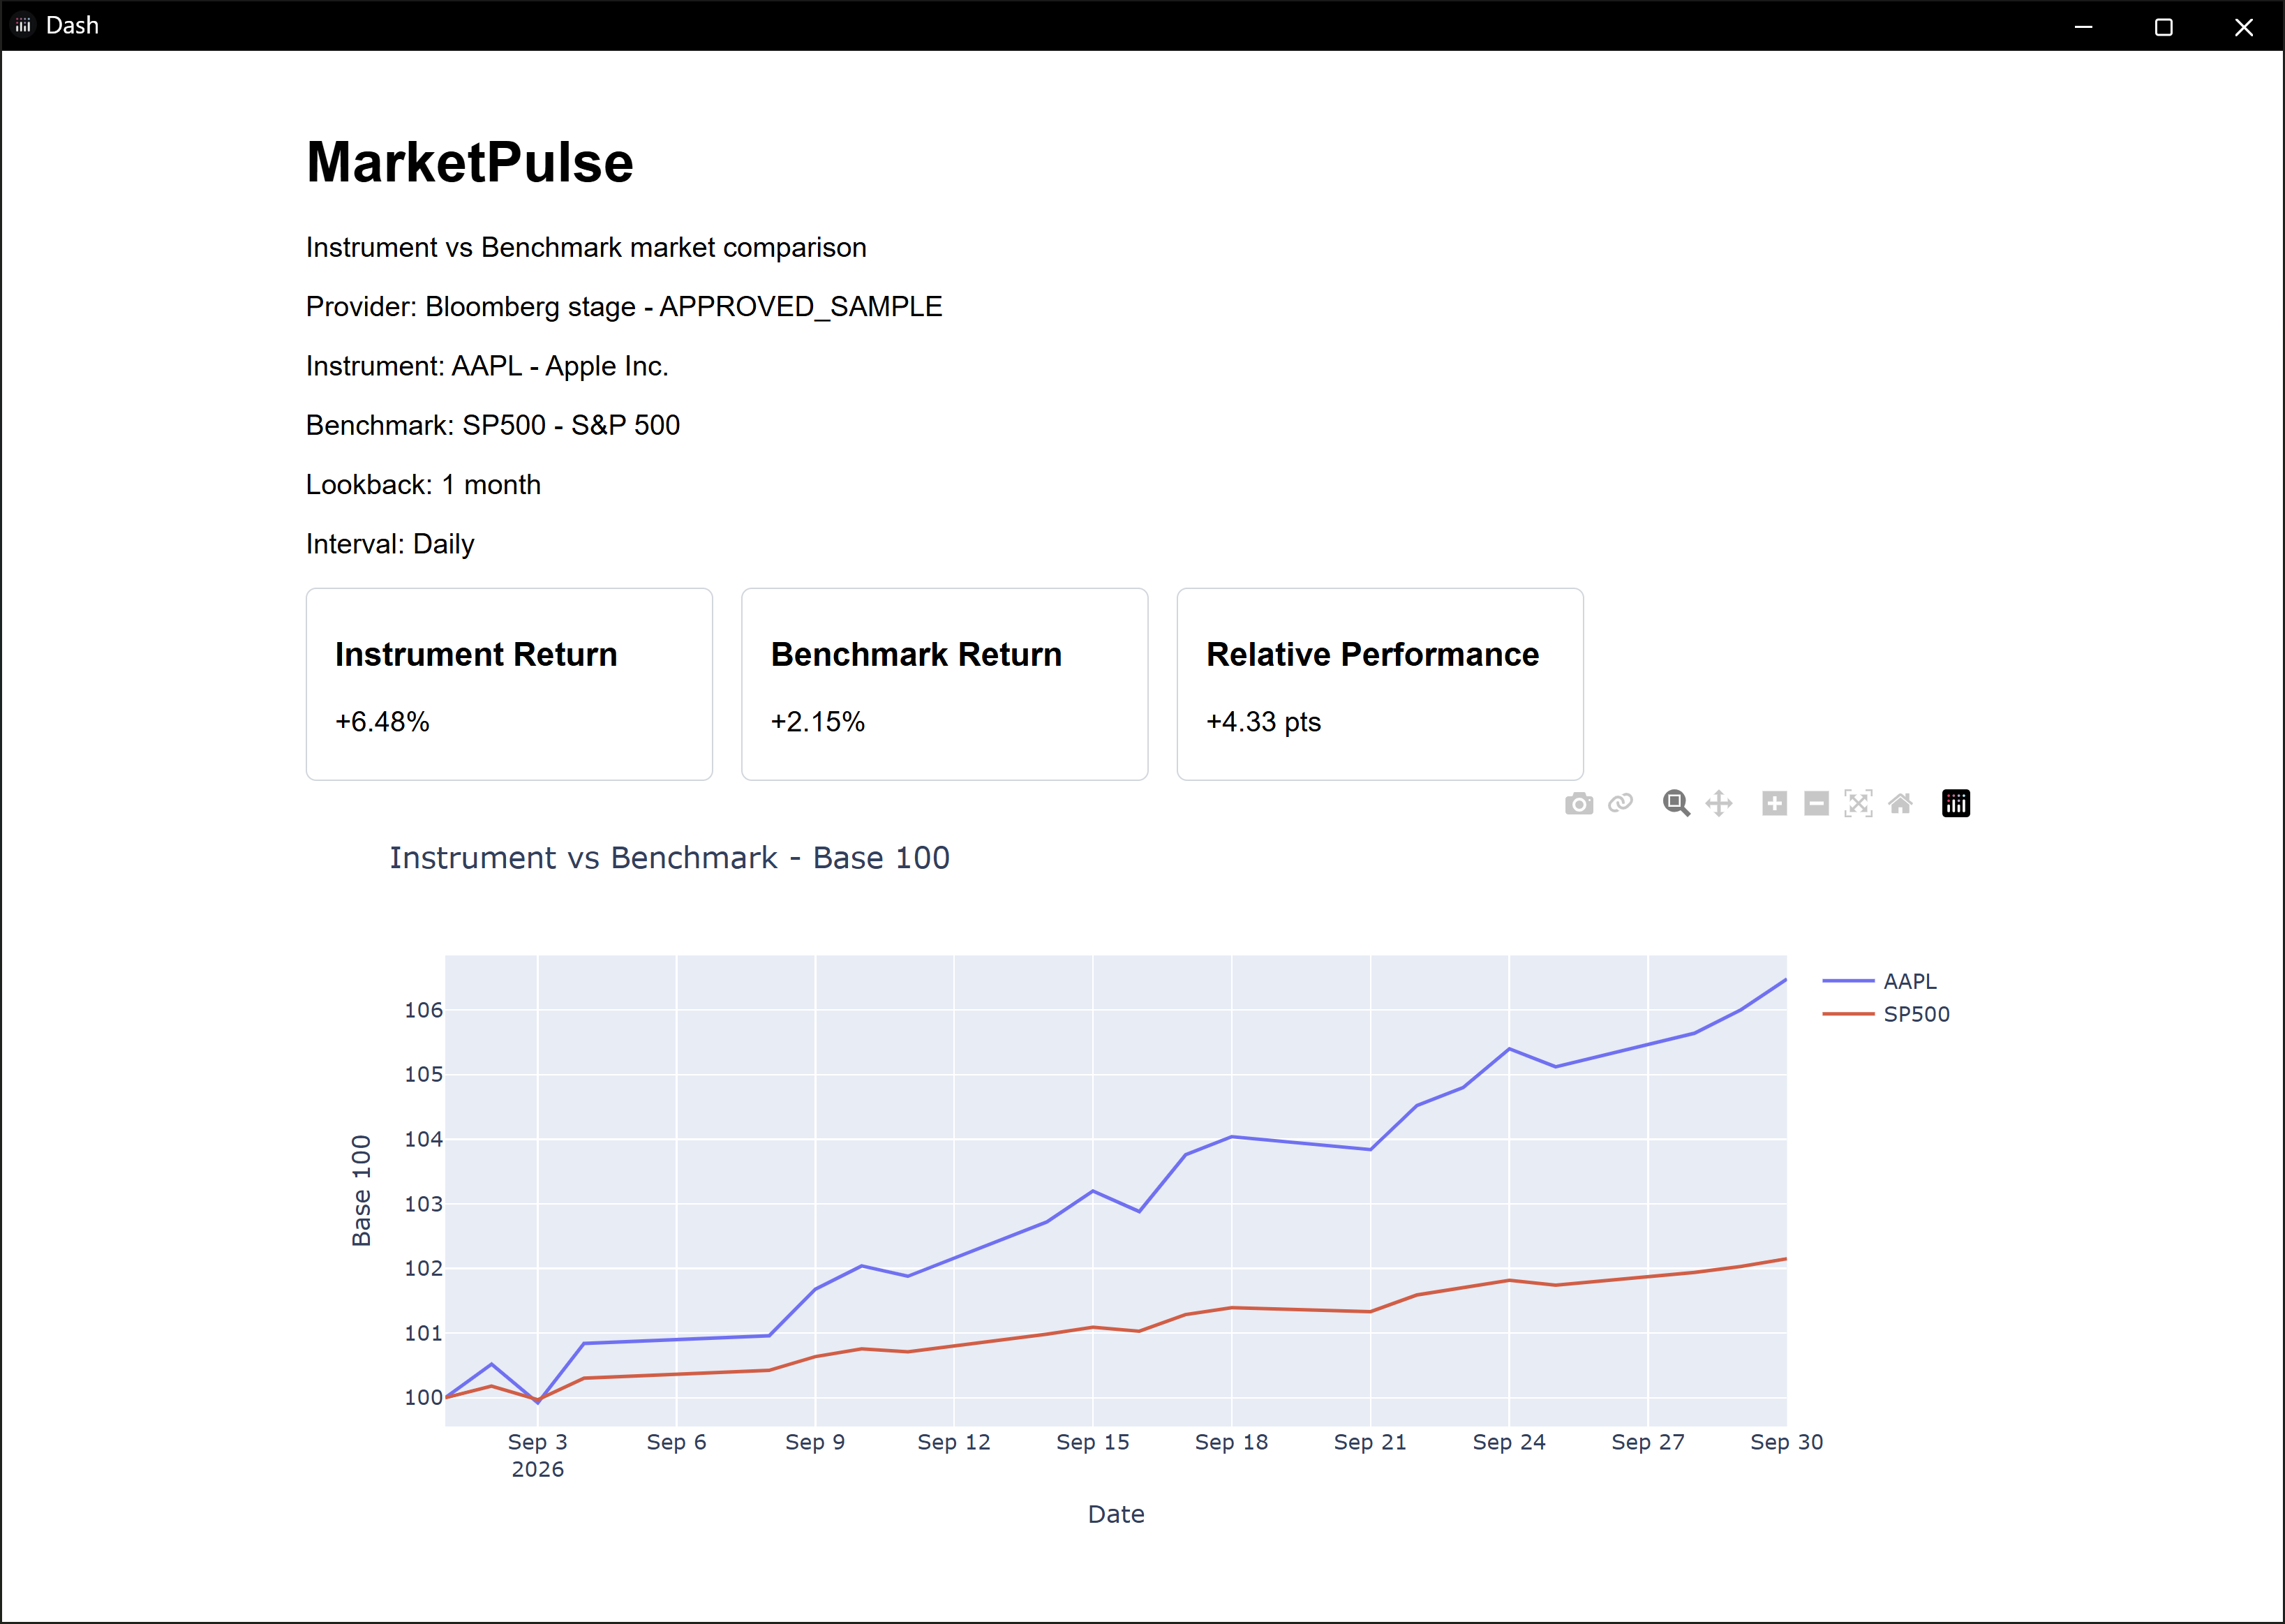 Dash
MarketPulse
Instrument vs Benchmark market comparison
Provider: Bloomberg stage - APPROVED_SAMPLE
Instrument: AAPL - Apple Inc.
Benchmark: SP500 - S&P 500
Lookback: 1 month
Interval: Daily
Instrument Return
+6.48%
Benchmark Return
+2.15%
Relative Performance
+4.33 pts
Instrument vs Benchmark - Base 100
AAPL
SP500
106
105
104
103
102
101
100
Base 100
Sep 3 Sep 6 Sep 9 Sep 12 Sep 15 Sep 18 Sep 21 Sep 24 Sep 27 Sep 30
2026
Date